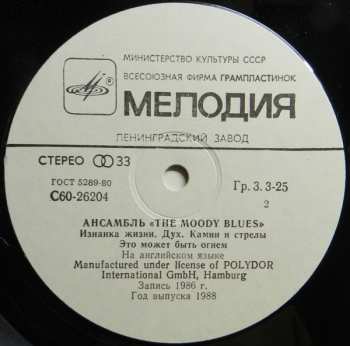 МИНИСТЕРСТВО КУЛЬТУРЫ СССР
ВСЕСОЮЗНАЯ ФИРМА ГРАМПЛАСТИНОК
МЕЛОДИЯ
ЛЕНИНГРАДСКИЙ ЗАВОД
СТЕРЕО 33
ГОСТ 5289-80
С60-26204
Гр. 3. 3-25
2
АНСАМБЛЬ «THE MOODY BLUES»
Изнанка жизни. Дух. Камни и стрелы
Это может быть огнем
На английском языке
Manufactured under license of POLYDOR
International GmbH, Hamburg
Запись 1986 г.
Год выпуска 1988